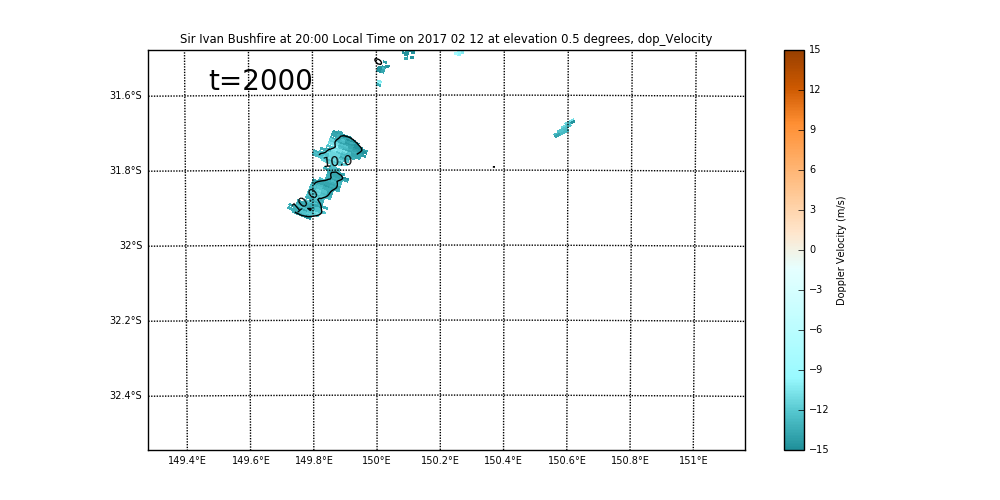 Sir Ivan Bushfire at 20:00 Local Time on 2017 02 12 at elevation 0.5 degrees, dop_Velocity
t=2000
0
10.0
31.6°S
31.8°S
32°S
32.2°S
32.4°S
149.4°E 149.6°E 149.8°E 150°E 150.2°E 150.4°E 150.6°E 150.8°E 151°E
15
12
9
6
3
0
−3
−6
−9
−12
−15
Doppler Velocity (m/s)